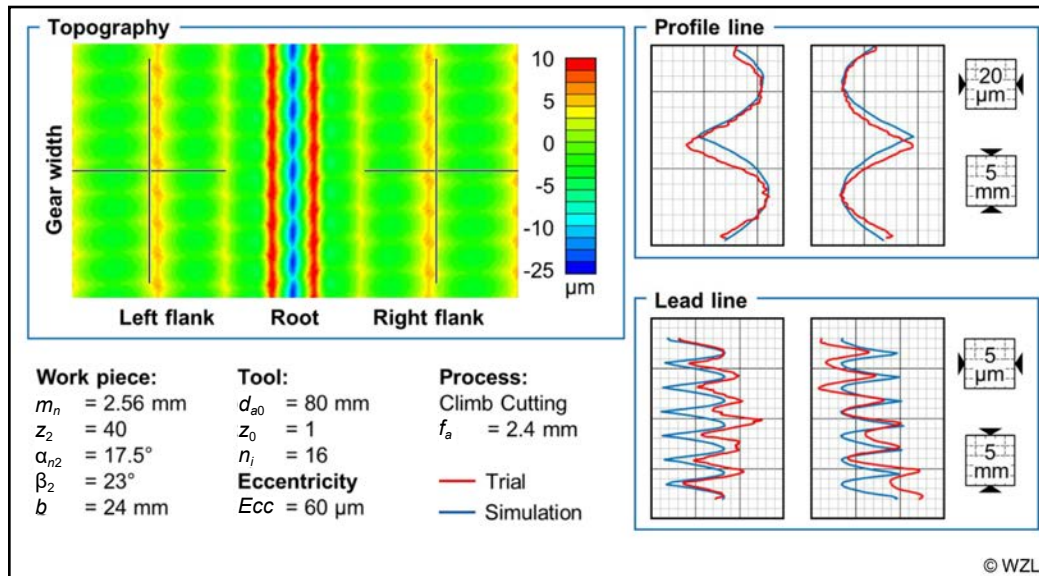 Topography
Gear width
10
5
0
-5
-10
-25
µm
Left flank Root Right flank
Profile line
20
µm
5
mm
Lead line
5
µm
5
mm
Work piece:
mn = 2.56 mm
z2 = 40
αn2 = 17.5°
β2 = 23°
b = 24 mm
Tool:
da0 = 80 mm
z0 = 1
ni = 16
Eccentricity
Ecc = 60 µm
Process:
Climb Cutting
fa = 2.4 mm
Trial
Simulation
© WZL